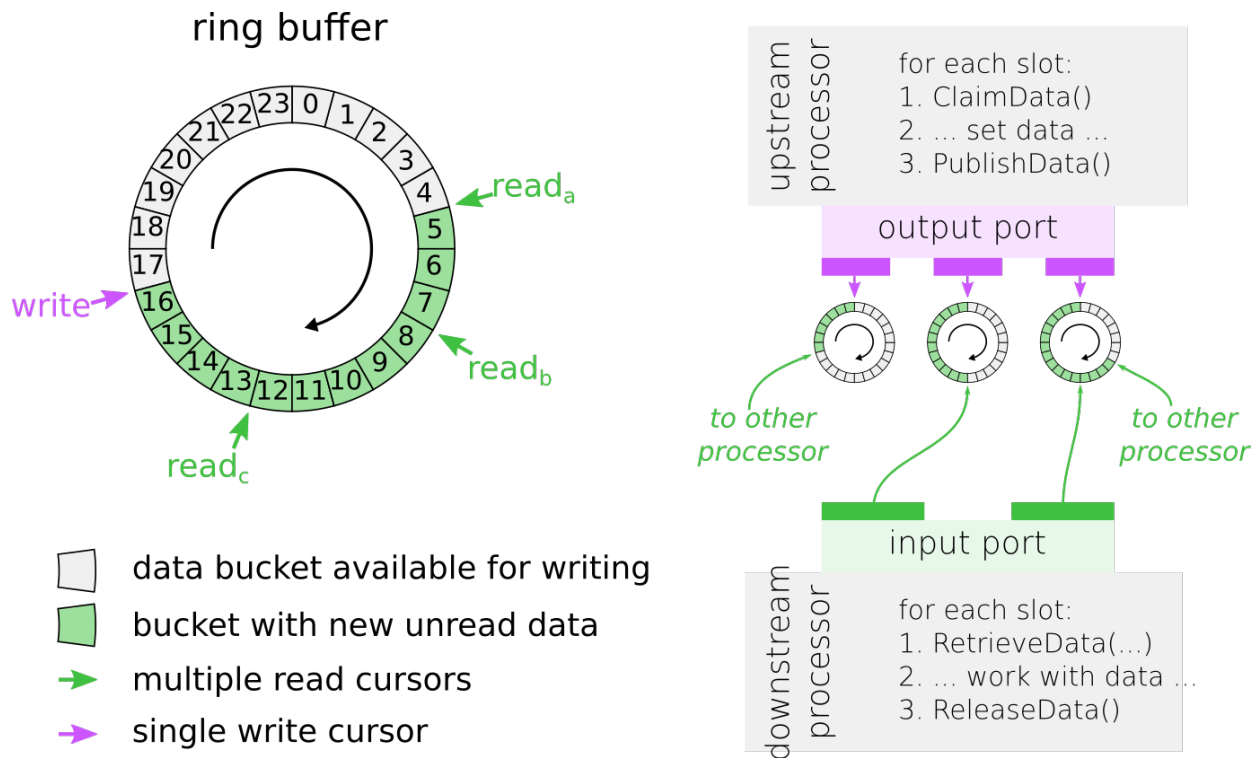 ring buffer
0
1
2
3
4
5
6
7
8
9
10
11
12
13
14
15
16
17
18
19
20
21
22
23
read_a
read_b
read_c
write
data bucket available for writing
bucket with new unread data
multiple read cursors
single write cursor
upstream
processor
for each slot:
1. ClaimData()
2. ... set data ...
3. PublishData()
output port
to other
processor
to other
processor
input port
downstream
processor
for each slot:
1. RetrieveData(...)
2. ... work with data ...
3. ReleaseData()